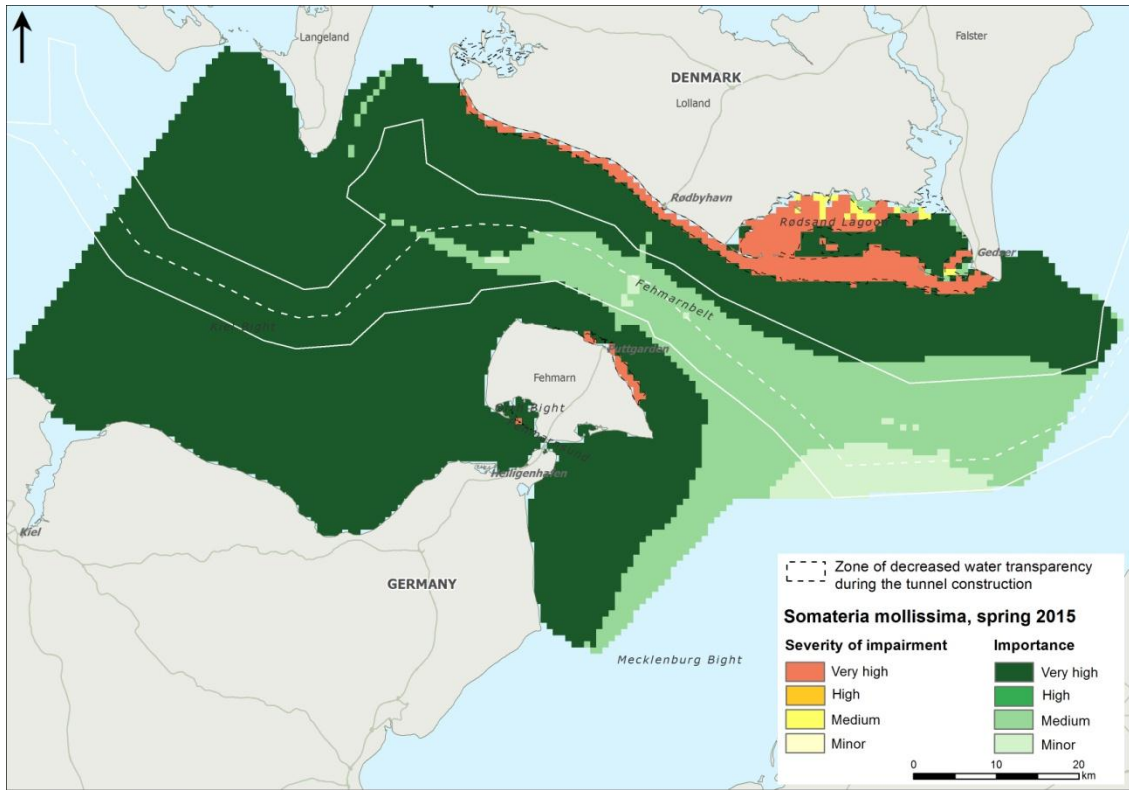 Langeland
Falster
DENMARK
Lolland
Rødbyhavn
Rødsand Lagoo
Gedser
Fehmarnbelt
Kiel Bight
Puttgarden
Fehmarn
Bight
Heiligenhafen
Kiel
GERMANY
Mecklenburg Bight
Zone of decreased water transparency
during the tunnel construction
Somateria mollissima, spring 2015
Severity of impairment
Importance
Very high
Very high
High
High
Medium
Medium
Minor
Minor
0 10 20
km